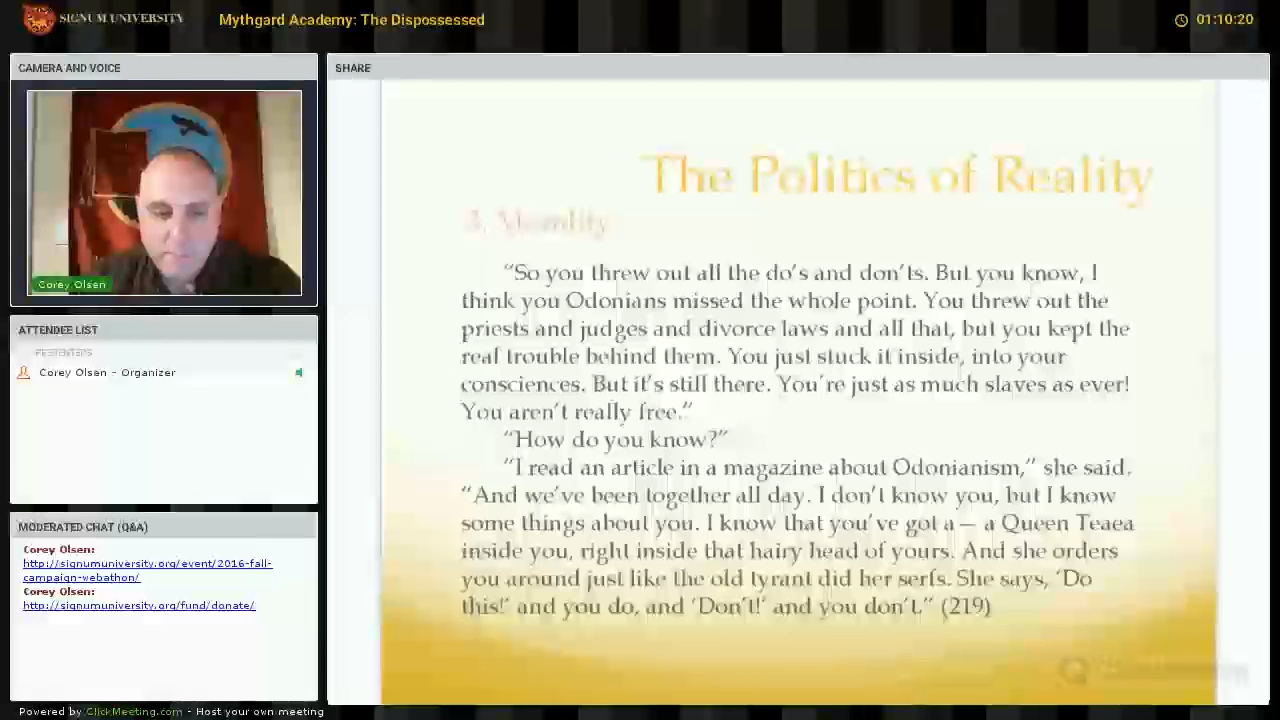 SIGNUM UNIVERSITY
Mythgard Academy: The Dispossessed
01:10:20
CAMERA AND VOICE
Corey Olsen
ATTENDEE LIST
PRESENTERS
Corey Olsen - Organizer
MODERATED CHAT (Q&A)
Corey Olsen:
http://signumuniversity.org/event/2016-fall-
campaign-webathon/
Corey Olsen:
http://signumuniversity.org/fund/donate/
Powered by ClickMeeting.com - Host your own meeting
SHARE
The Politics of Reality
“So you threw out all the do’s and don’ts. But you know, I
think you Odonians missed the whole point. You threw out the
priests and judges and divorce laws and all that, but you kept the
real trouble behind them. You just stuck it inside, into your
consciences. But it’s still there. You’re just as much slaves as ever!
You aren’t really free.”
“How do you know?”
“I read an article in a magazine about Odonianism,” she said.
“And we’ve been together all day. I don’t know you, but I know
some things about you. I know that you’ve got a — a Queen Teaea
inside you, right inside that hairy head of yours. And she orders
you around just like the old tyrant did her serfs. She says, ‘Do
this!’ and you do, and ‘Don’t!’ and you don’t.” (219)